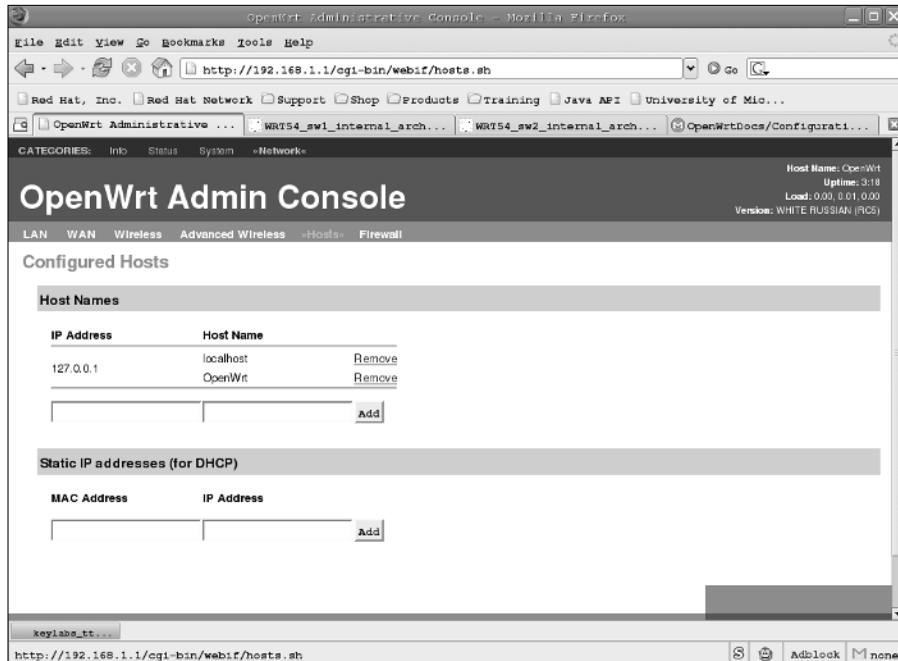 OpenWrt Administrative Console - Mozilla Firefox
File Edit View Go Bookmarks Tools Help
http://192.168.1.1/cgi-bin/webif/hosts.sh Go G
Red Hat, Inc. Red Hat Network Support Shop Products Training Java API University of Mic...
OpenWrt Administrative ... WRT54_sw1_internal_arch... WRT54_sw2_internal_arch... OpenWrtDocs/Configurati...
CATEGORIES: Info Status System »Network«
Host Name: OpenWrt
Uptime: 3:18
Load: 0.00, 0.01, 0.00
Version: WHITE RUSSIAN (RC5)
OpenWrt Admin Console
LAN WAN Wireless Advanced Wireless »Hosts« Firewall
Configured Hosts
Host Names
IP Address Host Name
127.0.0.1
localhost Remove
OpenWrt Remove
Add
Static IP addresses (for DHCP)
MAC Address IP Address
Add
keylabs_tt...
http://192.168.1.1/cgi-bin/webif/hosts.sh S Adblock M none